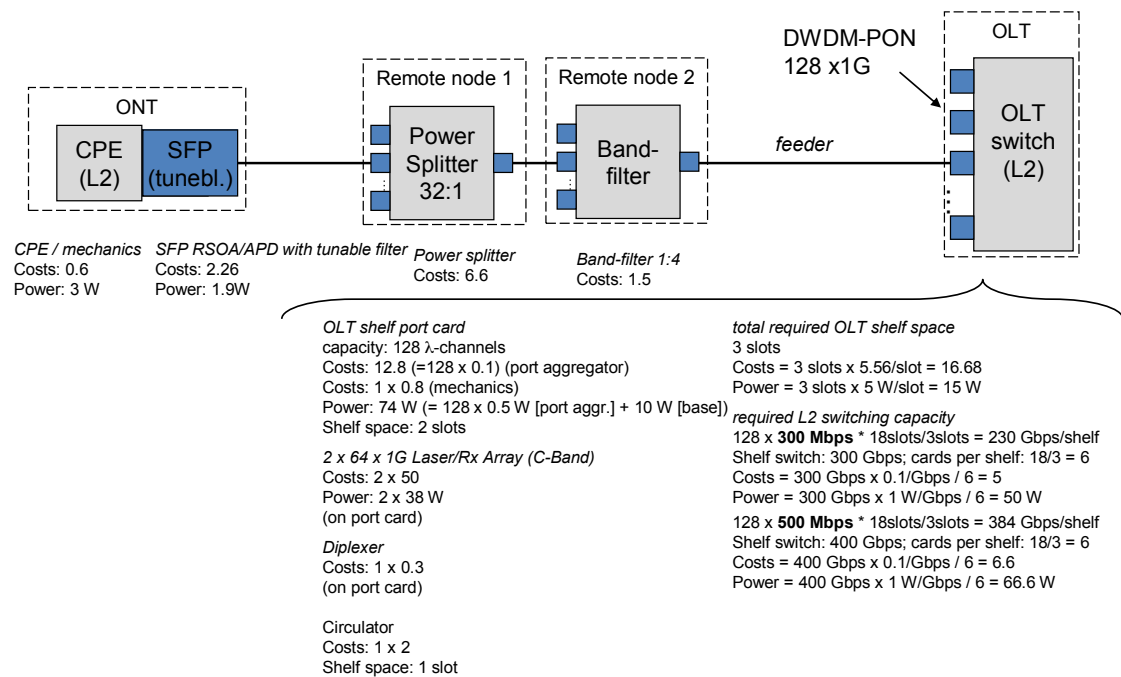 DWDM-PON
128 x1G
OLT
Remote node 1
Remote node 2
ONT
CPE
(L2)
SFP
(tunebl.)
Power
Splitter
32:1
Band-
filter
feeder
OLT
switch
(L2)
CPE / mechanics
Costs: 0.6
Power: 3 W
SFP RSOA/APD with tunable filter
Costs: 2.26
Power: 1.9W
Power splitter
Costs: 6.6
Band-filter 1:4
Costs: 1.5
OLT shelf port card
capacity: 128 λ-channels
Costs: 12.8 (=128 x 0.1) (port aggregator)
Costs: 1 x 0.8 (mechanics)
Power: 74 W (= 128 x 0.5 W [port aggr.] + 10 W [base])
Shelf space: 2 slots
2 x 64 x 1G Laser/Rx Array (C-Band)
Costs: 2 x 50
Power: 2 x 38 W
(on port card)
Diplexer
Costs: 1 x 0.3
(on port card)
Circulator
Costs: 1 x 2
Shelf space: 1 slot
total required OLT shelf space
3 slots
Costs = 3 slots x 5.56/slot = 16.68
Power = 3 slots x 5 W/slot = 15 W
required L2 switching capacity
128 x 300 Mbps * 18slots/3slots = 230 Gbps/shelf
Shelf switch: 300 Gbps; cards per shelf: 18/3 = 6
Costs = 300 Gbps x 0.1/Gbps / 6 = 5
Power = 300 Gbps x 1 W/Gbps / 6 = 50 W
128 x 500 Mbps * 18slots/3slots = 384 Gbps/shelf
Shelf switch: 400 Gbps; cards per shelf: 18/3 = 6
Costs = 400 Gbps x 0.1/Gbps / 6 = 6.6
Power = 400 Gbps x 1 W/Gbps / 6 = 66.6 W